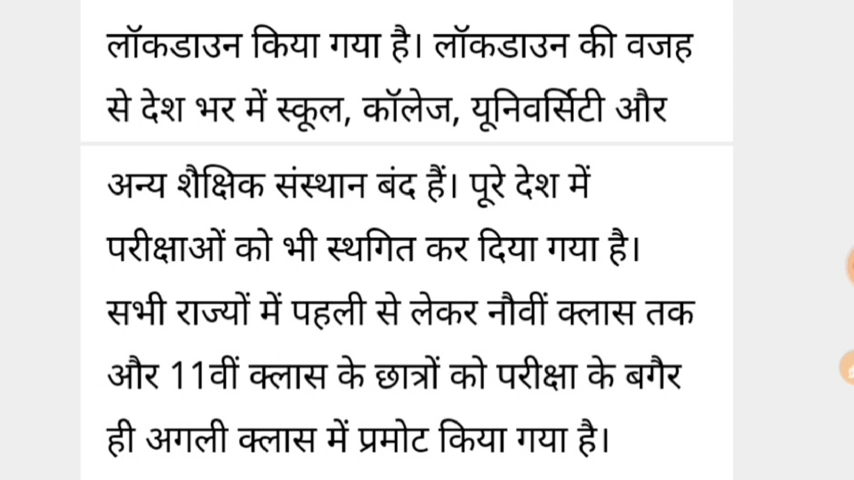 लॉकडाउन किया गया है। लॉकडाउन की वजह
से देश भर में स्कूल, कॉलेज, यूनिवर्सिटी और
अन्य शैक्षिक संस्थान बंद हैं। पूरे देश में
परीक्षाओं को भी स्थगित कर दिया गया है।
सभी राज्यों में पहली से लेकर नौवीं क्लास तक
और 11वीं क्लास के छात्रों को परीक्षा के बगैर
ही अगली क्लास में प्रमोट किया गया है।